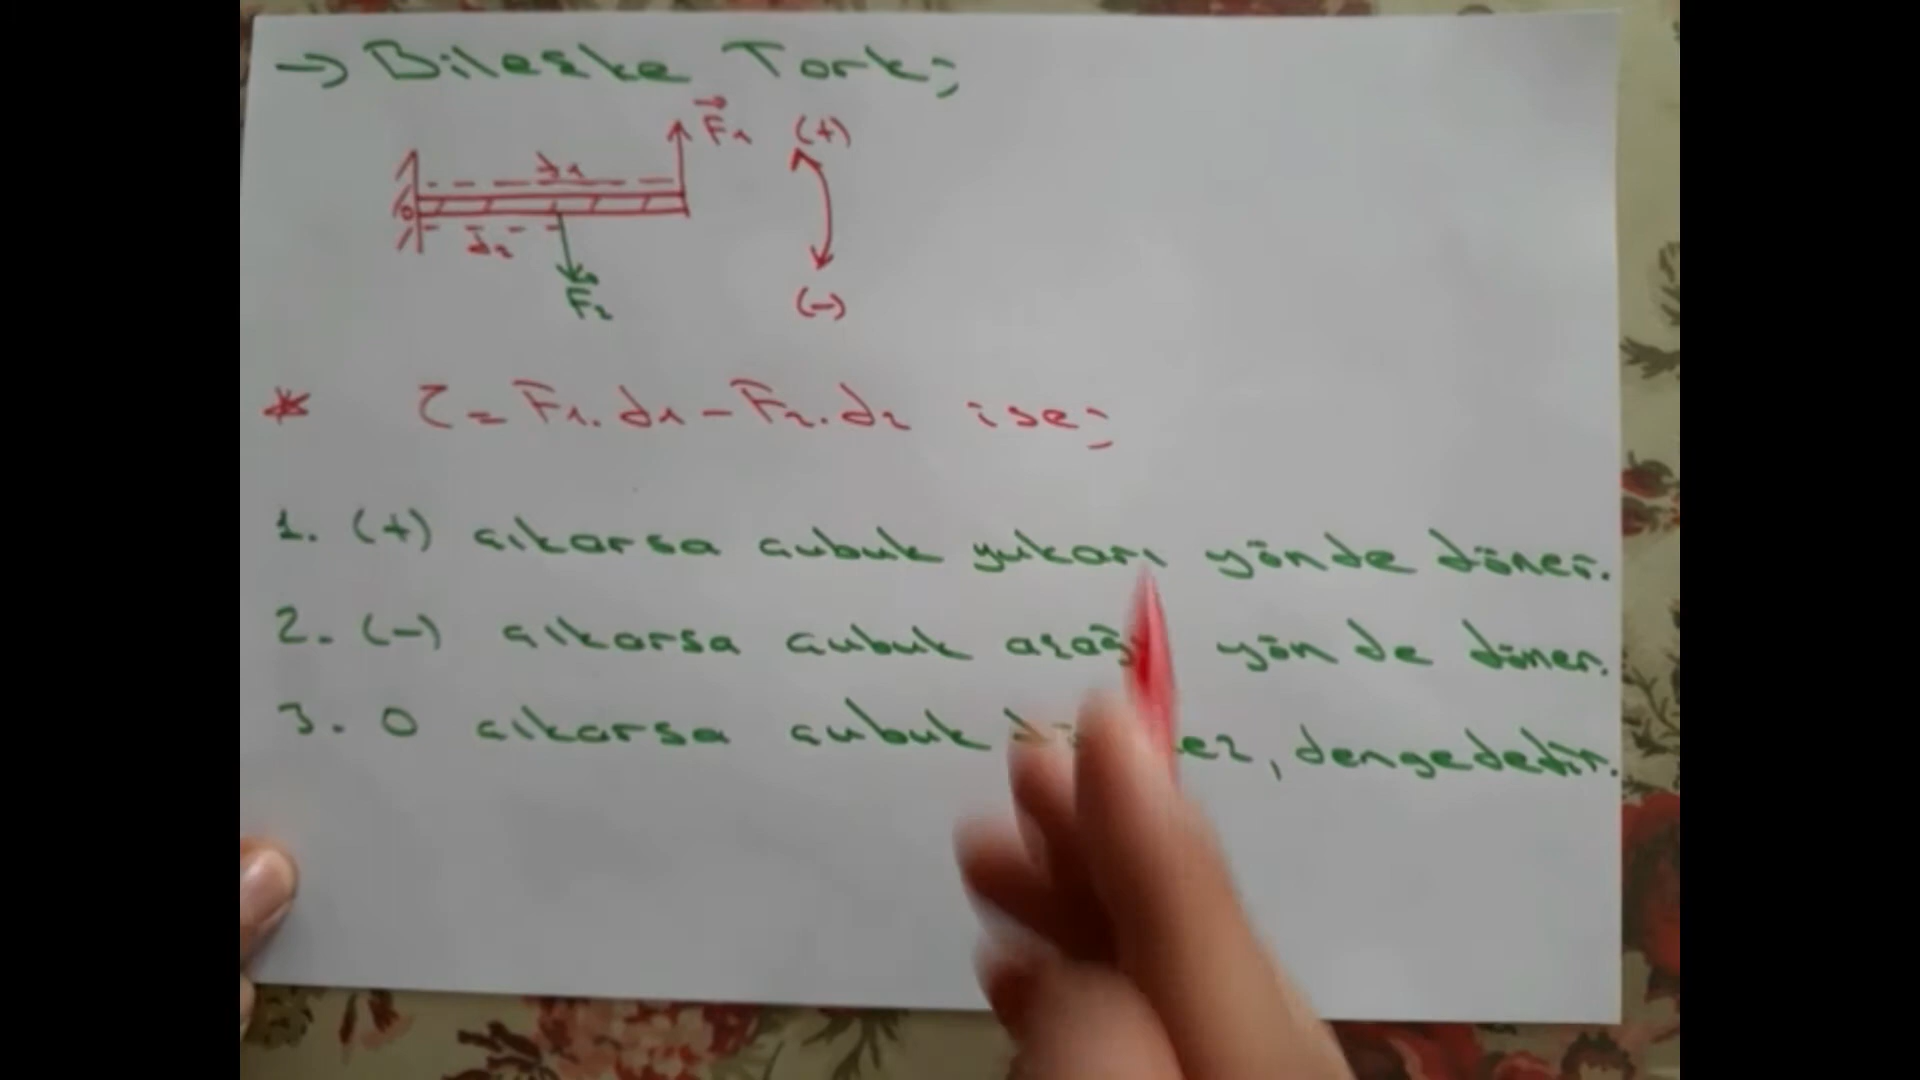 → Bileşke Tork;
F₁ (+)
d₁
O
d₂
F₂ (-)
* τ = F₁.d₁ - F₂.d₂ ise;
1. (+) çıkarsa çubuk yukarı yönde döner.
2. (-) çıkarsa çubuk aşağı yönde döner.
3. 0 çıkarsa çubuk , dengededir.